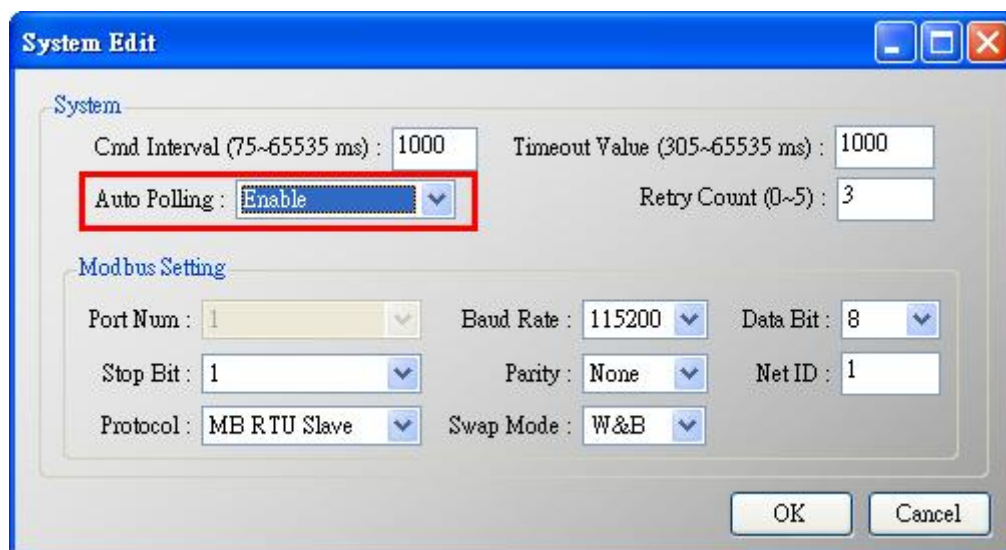 System Edit
System
Cmd Interval (75~65535 ms) : 1000 Timeout Value (305~65535 ms) : 1000
Auto Polling : Enable Retry Count (0~5) : 3
Modbus Setting
Port Num : 1 Baud Rate : 115200 Data Bit : 8
Stop Bit : 1 Parity : None Net ID : 1
Protocol : MB RTU Slave Swap Mode : W&B
OK Cancel